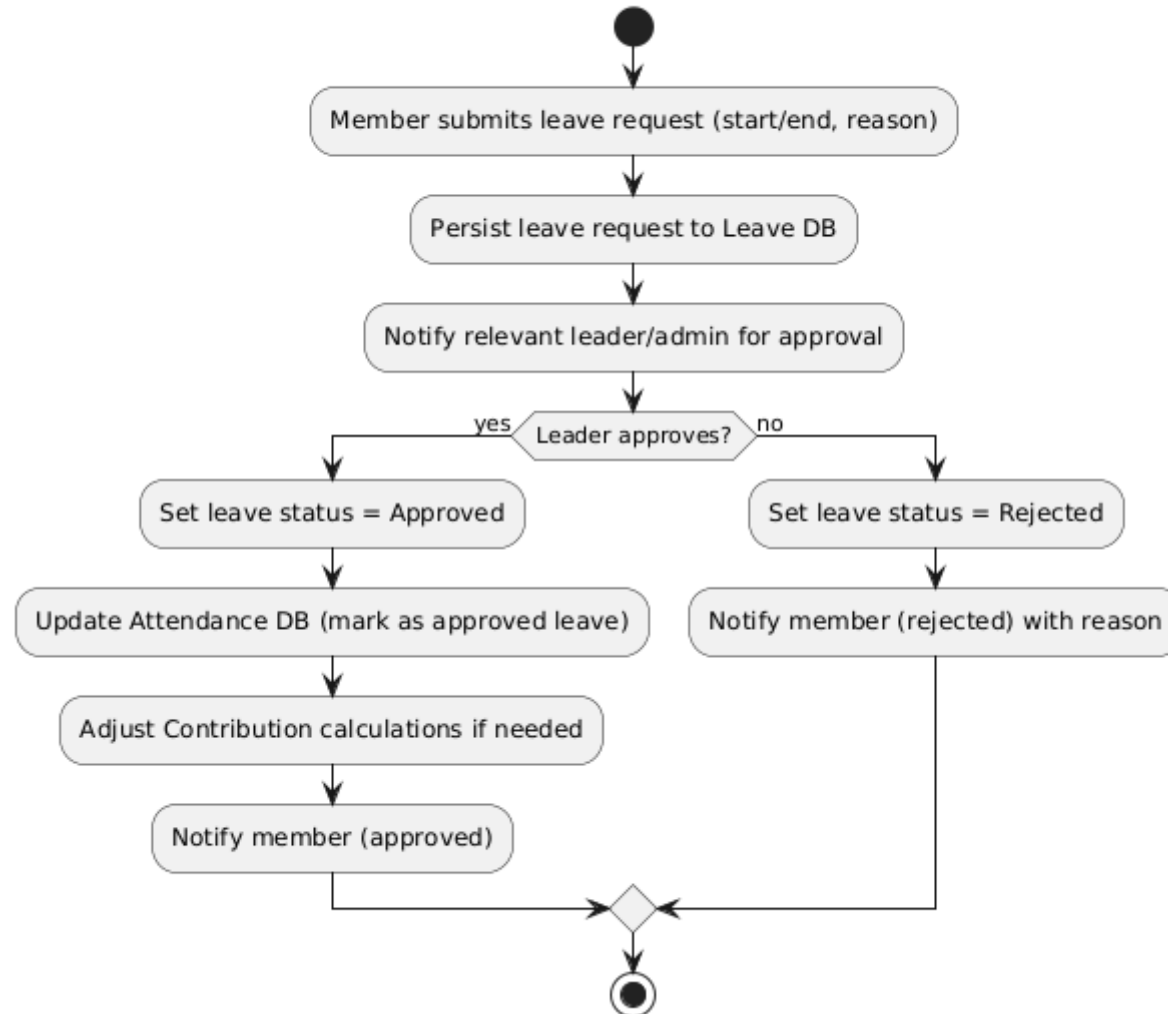 Member submits leave request (start/end, reason)
Persist leave request to Leave DB
Notify relevant leader/admin for approval
yes
Leader approves?
no
Set leave status = Approved
Set leave status = Rejected
Update Attendance DB (mark as approved leave)
Notify member (rejected) with reason
Adjust Contribution calculations if needed
Notify member (approved)